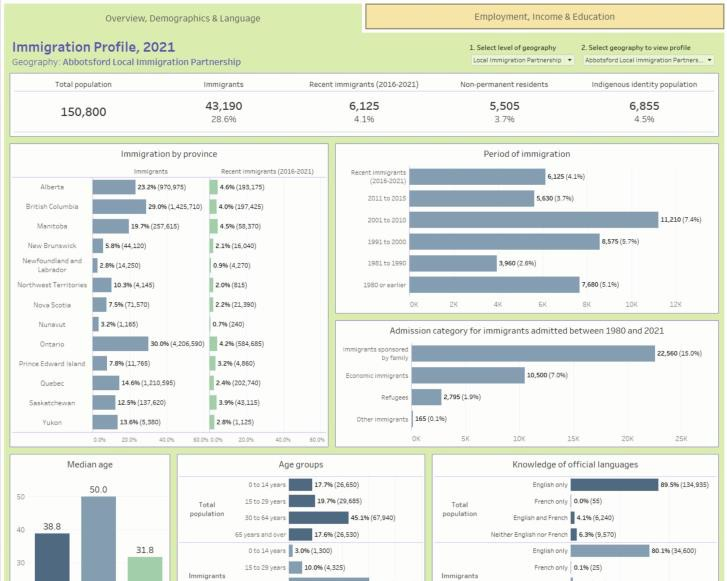 Overview, Demographics & Language
Employment, Income & Education
Immigration Profile, 2021
Geography: Abbotsford Local Immigration Partnership
1. Select level of geography
2. Select geography to view profile
Local Immigration Partnership
Abbotsford Local Immigration Partners...
Total population
Immigrants
Recent immigrants (2016-2021)
Non-permanent residents
Indigenous identity population
150,800
43,190
6,125
5,505
6,855
28.6%
4.1%
3.7%
4.5%
Immigration by province
Immigrants
Recent immigrants (2016-2021)
Alberta 23.2% (970,975) 4.6% (193,175)
British Columbia 29.0% (1,425,710) 4.0% (197,425)
Manitoba 19.7% (257,615) 4.5% (58,370)
New Brunswick 5.8% (44,120) 2.1% (16,040)
Newfoundland and
Labrador 2.8% (14,250) 0.9% (4,270)
Northwest Territories 10.3% (4,145) 2.0% (815)
Nova Scotia 7.5% (71,570) 2.2% (21,390)
Nunavut 3.2% (1,165) 0.7% (240)
Ontario 30.0% (4,206,590) 4.2% (584,685)
Prince Edward Island 7.8% (11,765) 3.2% (4,860)
Quebec 14.6% (1,210,595) 2.4% (202,740)
Saskatchewan 12.5% (137,620) 3.9% (43,115)
Yukon 13.6% (5,380) 2.8% (1,125)
0.0% 20.0% 40.0% 60.0% 0.0% 20.0% 40.0% 60.0%
Period of immigration
Recent immigrants
(2016-2021) 6,125 (4.1%)
2011 to 2015 5,630 (3.7%)
2001 to 2010 11,210 (7.4%)
1991 to 2000 8,575 (5.7%)
1981 to 1990 3,960 (2.6%)
1980 or earlier 7,680 (5.1%)
0K 2K 4K 6K 8K 10K 12K
Admission category for immigrants admitted between 1980 and 2021
Immigrants sponsored
by family 22,560 (15.0%)
Economic immigrants 10,500 (7.0%)
Refugees 2,795 (1.9%)
Other immigrants 165 (0.1%)
0K 5K 10K 15K 20K 25K
Median age
50
40
30
38.8
50.0
31.8
Age groups
Total
population
0 to 14 years 17.7% (26,650)
15 to 29 years 19.7% (29,685)
30 to 64 years 45.1% (67,940)
65 years and over 17.6% (26,530)
Immigrants
0 to 14 years 3.0% (1,300)
15 to 29 years 10.0% (4,325)
Knowledge of official languages
Total
population
English only 89.5% (134,935)
French only 0.0% (55)
English and French 4.1% (6,240)
Neither English nor French 6.3% (9,570)
Immigrants
English only 80.1% (34,600)
French only 0.1% (25)